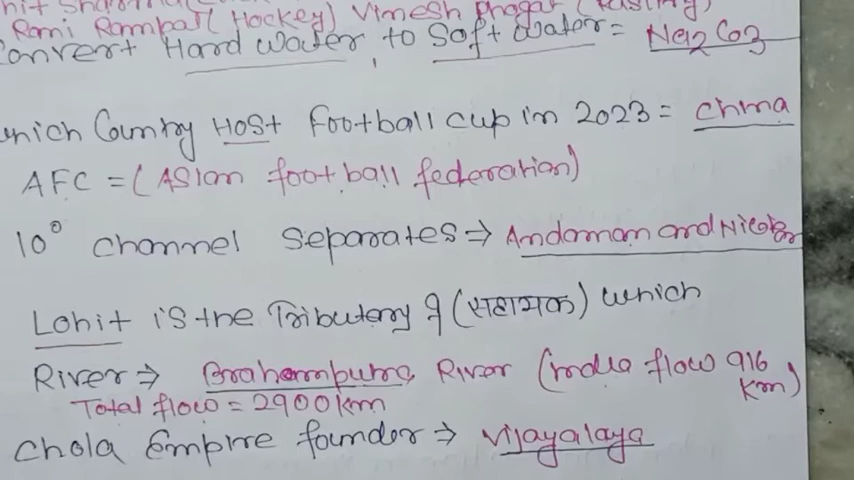 Rani Rampal (Hockey) Vinesh phogat
Convert Hard water, to Soft water = Na2Co3
which Country Host Football cup in 2023 = China
AFC = (Asian football federation)
10° channel separates ⇒ Andaman and Nicobar
Lohit is the Tributary of (सहायक) which
River ⇒ Brahamputra River (india flow 916 km)
Total flow = 2900 km
Chola Empire founder ⇒ Vijayalaya